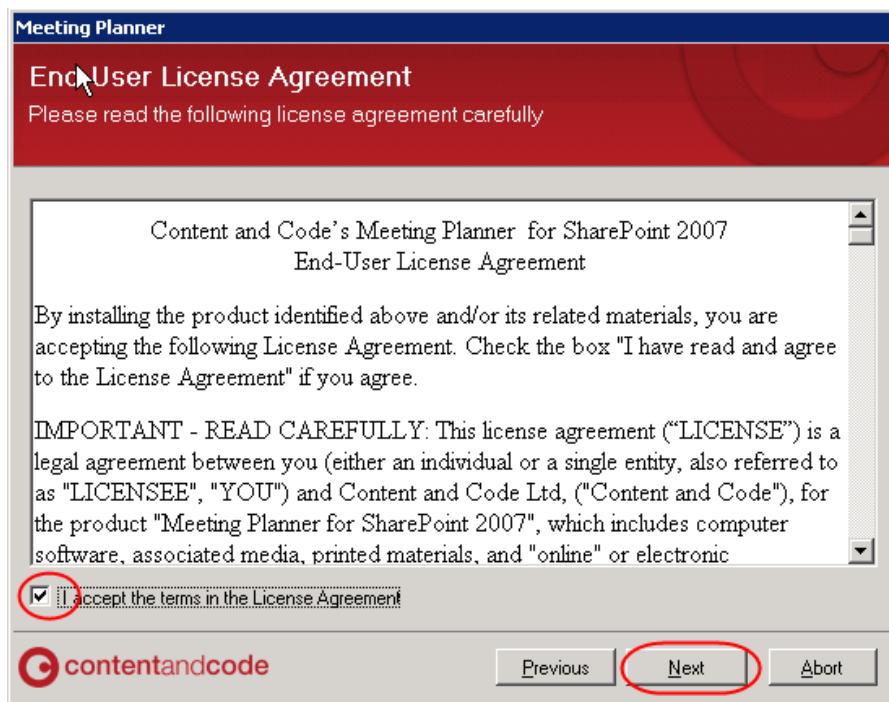 Meeting Planner
End-User License Agreement
Please read the following license agreement carefully
Content and Code’s Meeting Planner for SharePoint 2007
End-User License Agreement
By installing the product identified above and/or its related materials, you are
accepting the following License Agreement. Check the box "I have read and agree
to the License Agreement" if you agree.
IMPORTANT - READ CAREFULLY: This license agreement (“LICENSE”) is a
legal agreement between you (either an individual or a single entity, also referred to
as "LICENSEE", "YOU") and Content and Code Ltd, ("Content and Code"), for
the product "Meeting Planner for SharePoint 2007", which includes computer
software, associated media, printed materials, and "online" or electronic
I accept the terms in the License Agreement
contentandcode
Previous Next Abort